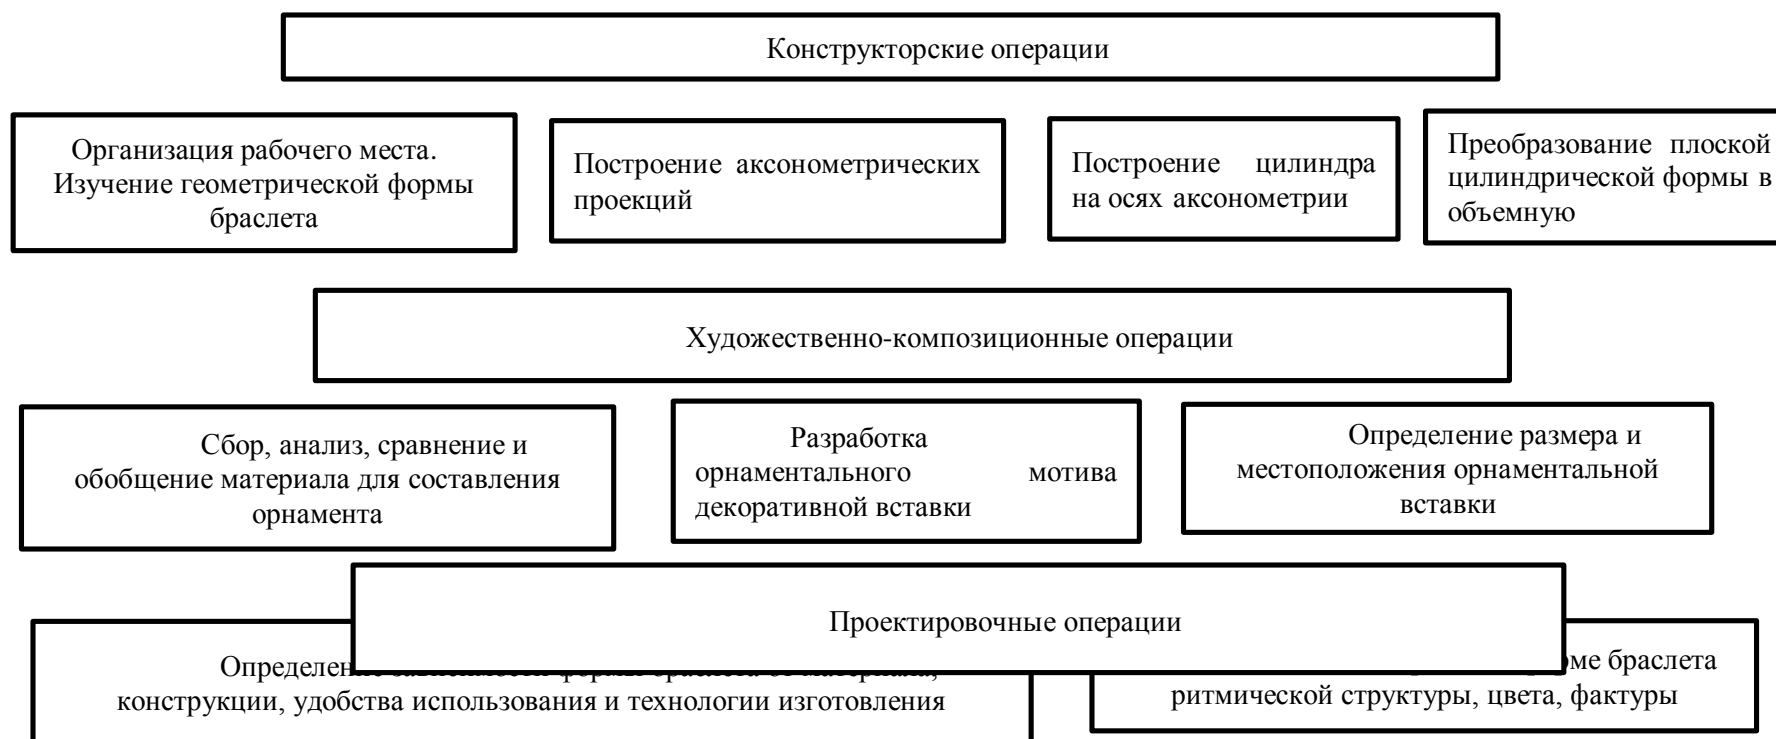 Конструкторские операции
Организация рабочего места.
Изучение геометрической формы
браслета
Построение аксонометрических
проекций
Построение цилиндра
на осях аксонометрии
Преобразование плоской
цилиндрической формы в
объемную
Художественно-композиционные операции
Сбор, анализ, сравнение и
обобщение материала для составления
орнамента
Разработка
орнаментального мотива
декоративной вставки
Определение размера и
местоположения орнаментальной
вставки
Проектировочные операции
конструкции, удобства использования и технологии изготовления
браслета
ритмической структуры, цвета, фактуры